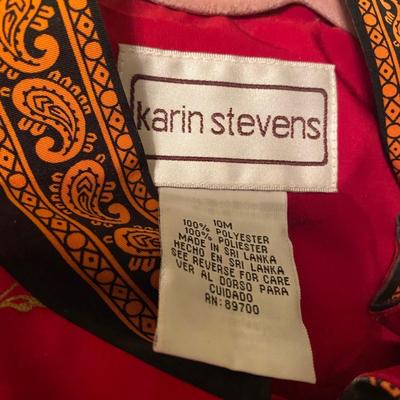 karin stevens
10M
100% POLYESTER
100% POLIESTER
MADE IN SRI LANKA
HECHO EN SRI LANKA
SEE REVERSE FOR CARE
VER AL DORSO PARA
CUIDADO
RN: 89700